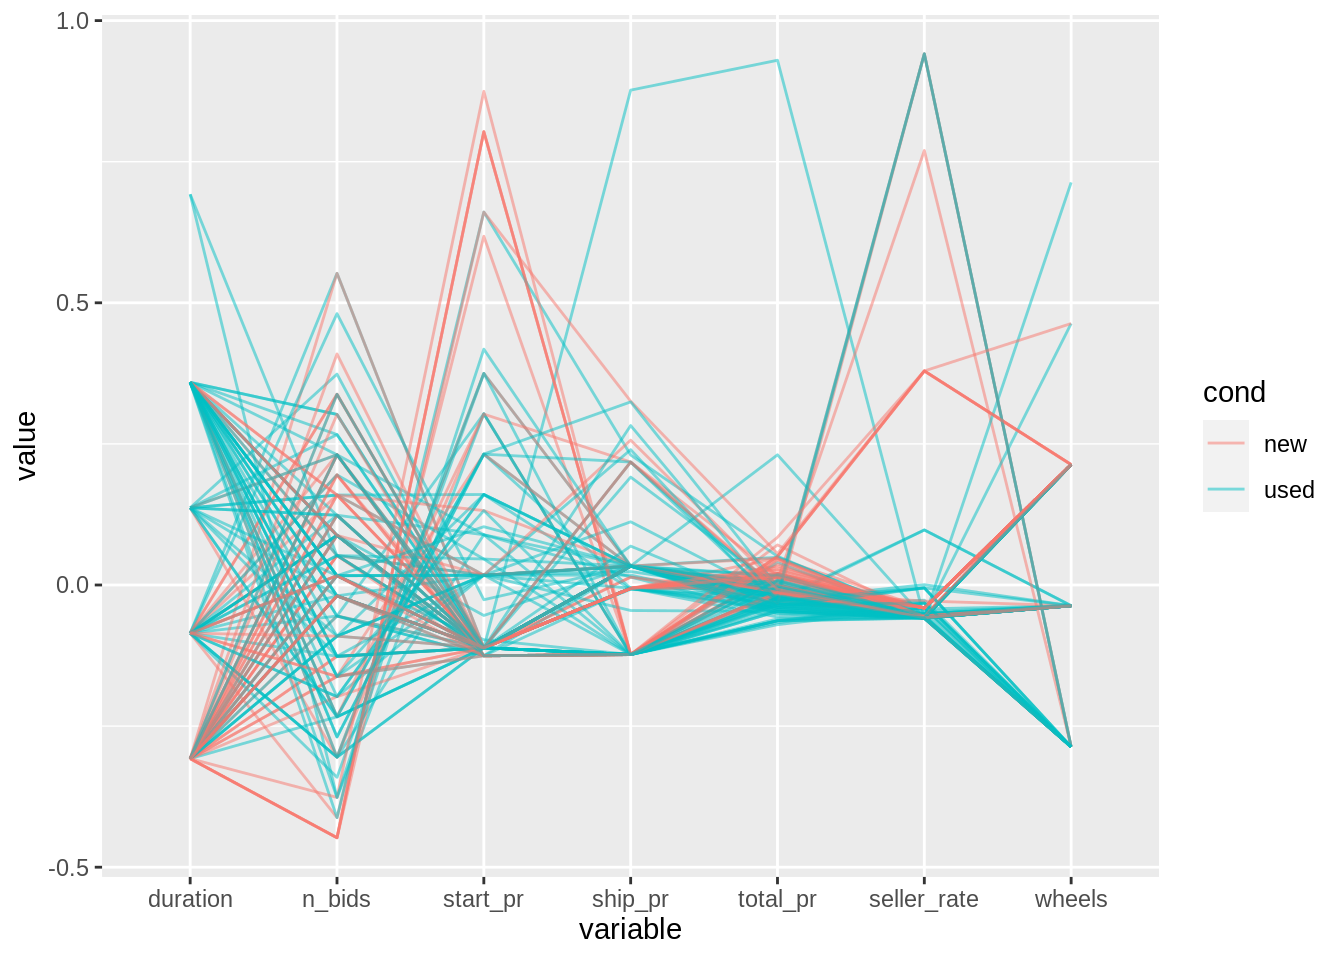 1.0
0.5
0.0
-0.5
value
duration n_bids start_pr ship_pr total_pr seller_rate wheels
variable
cond
new
used